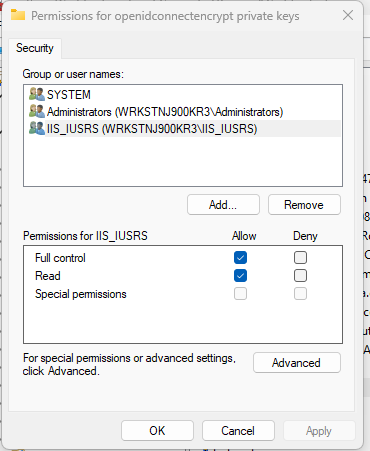 Permissions for openidconnectencrypt private keys
Security
Group or user names:
SYSTEM
Administrators (WRKSTNJ900KR3\Administrators)
IIS_IUSRS (WRKSTNJ900KR3\IIS_IUSRS)
Add...
Remove
Permissions for IIS_IUSRS
Allow
Deny
Full control
Read
Special permissions
For special permissions or advanced settings,
click Advanced.
Advanced
OK
Cancel
Apply